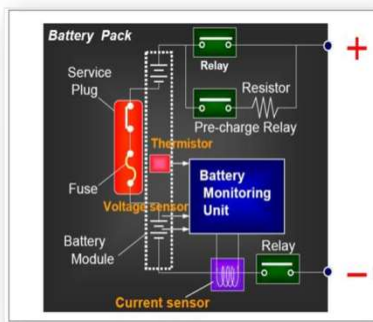 Battery Pack
Service
Plug
Relay
Resistor
Pre-charge Relay
Thermistor
Fuse
Battery
Monitoring
Unit
Voltage sensor
Battery
Module
Relay
Current sensor
+
−